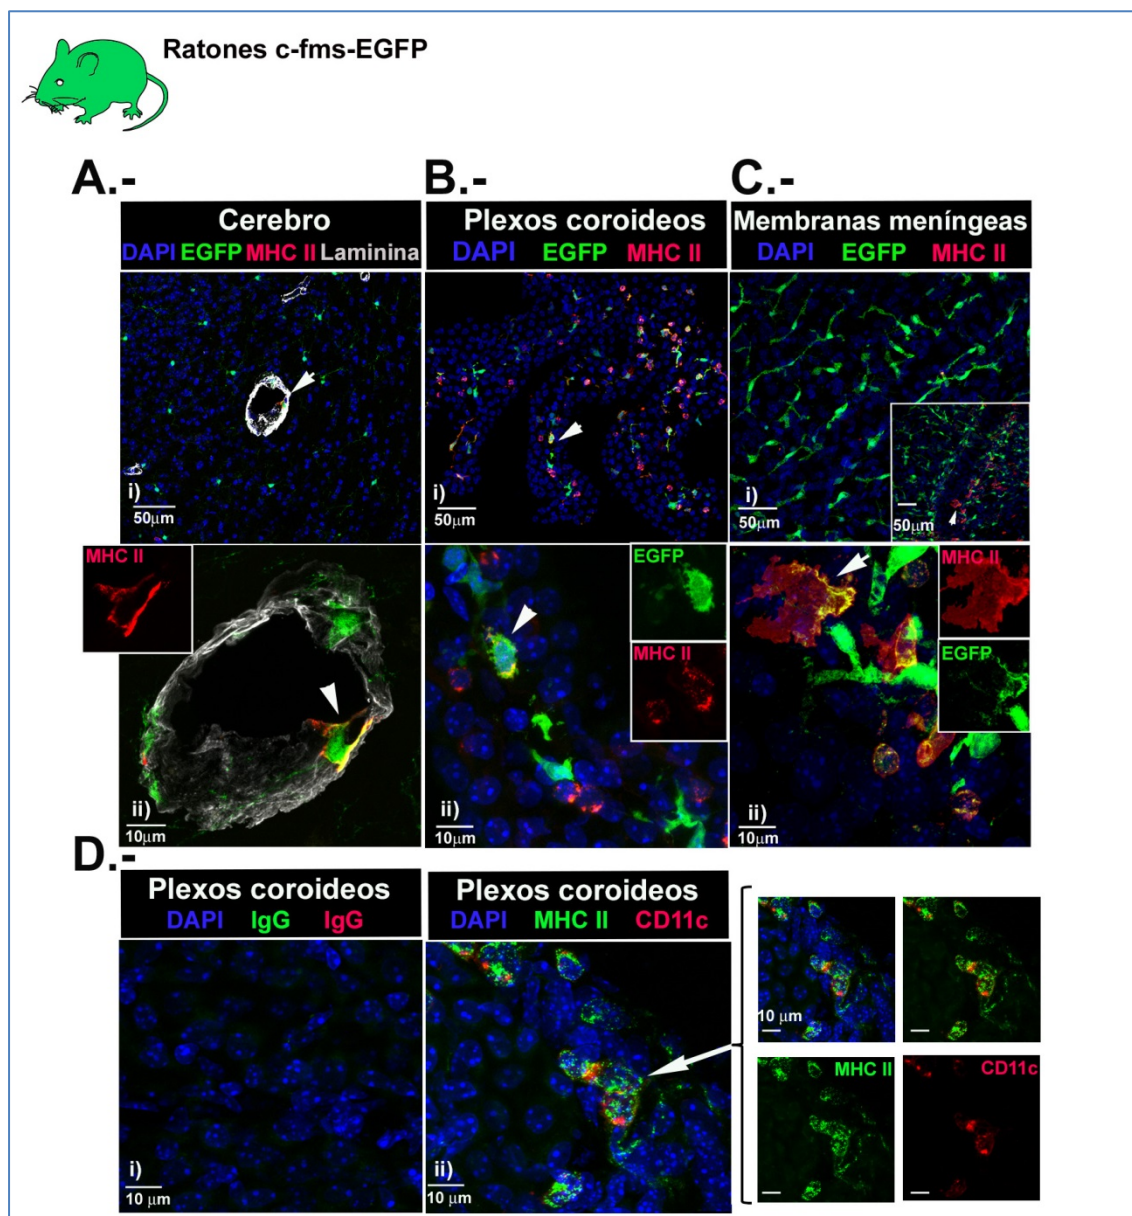 Ratones c-fms-EGFP
A.-
B.-
C.-
Cerebro
DAPI EGFP MHC II Laminina
Plexos coroideos
DAPI EGFP MHC II
Membranas meníngeas
DAPI EGFP MHC II
i)
50µm
i)
50µm
i)
50µm
50µm
MHC II
ii)
10µm
EGFP
MHC II
ii)
10µm
MHC II
EGFP
ii)
10µm
D.-
Plexos coroideos
DAPI IgG IgG
Plexos coroideos
DAPI MHC II CD11c
i)
10 µm
ii)
10 µm
10 µm
MHC II
CD11c